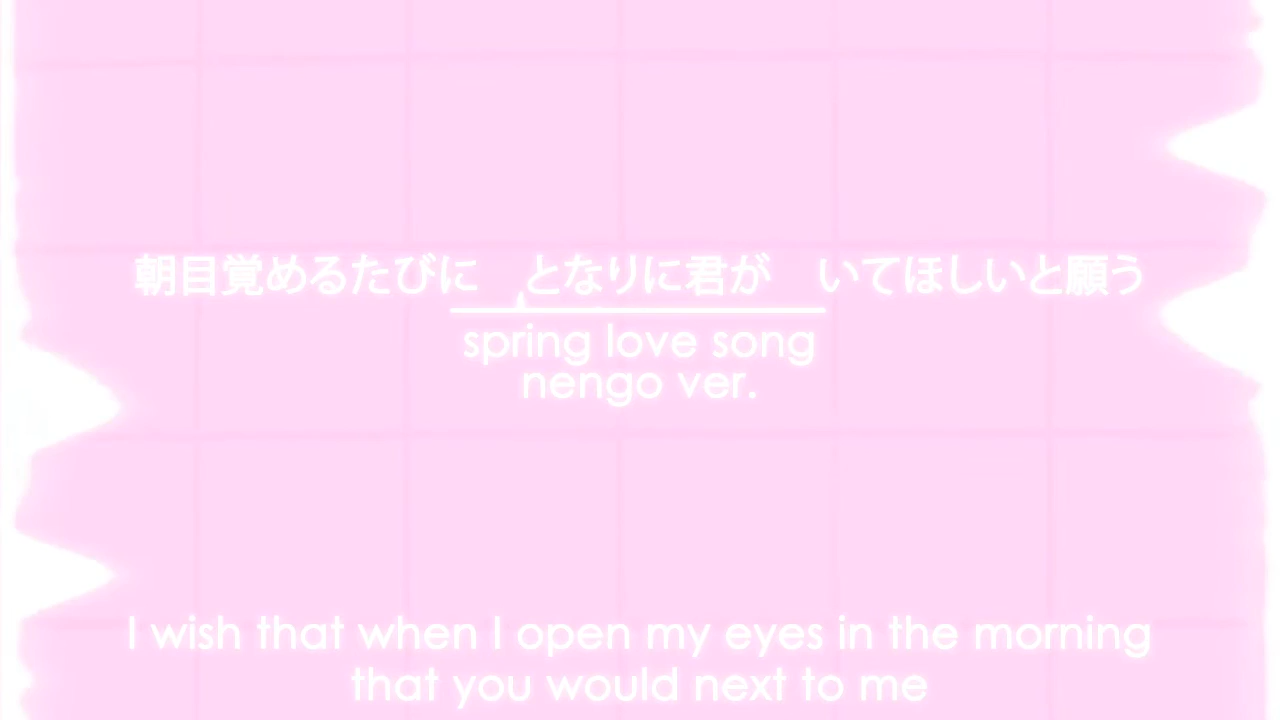 朝目覚めるたびに　となりに君が　いてほしいと願う
spring love song
nengo ver.
I wish that when I open my eyes in the morning
that you would next to me